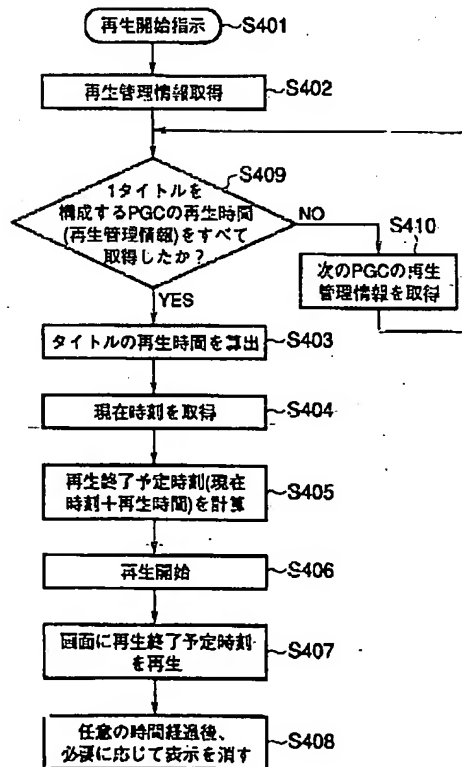 再生開始指示
S401
再生管理情報取得
S402
1タイトルを
構成するPGCの再生時間
(再生管理情報)をすべて
取得したか？
S409
NO
S410
次のPGCの再生
管理情報を取得
YES
タイトルの再生時間を算出
S403
現在時刻を取得
S404
再生終了予定時刻(現在
時刻＋再生時間)を計算
S405
再生開始
S406
画面に再生終了予定時刻
を再生
S407
任意の時間経過後、
必要に応じて表示を消す
S408